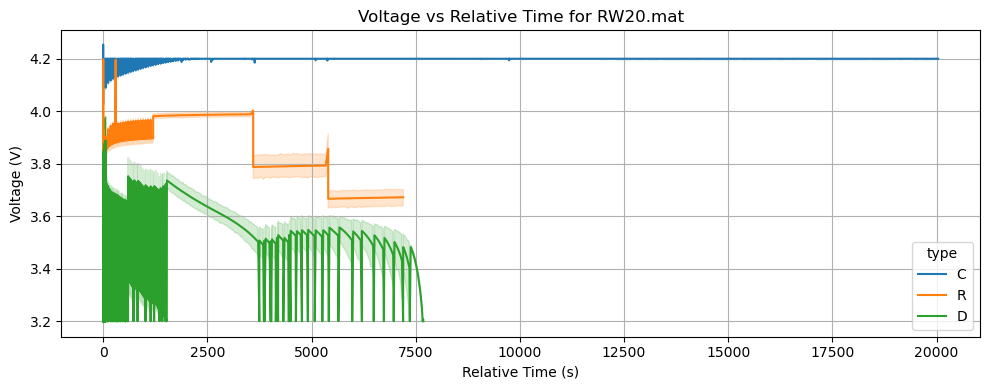 Voltage vs Relative Time for RW20.mat
Voltage (V)
4.2
4.0
3.8
3.6
3.4
3.2
type
C
R
D
0 2500 5000 7500 10000 12500 15000 17500 20000
Relative Time (s)